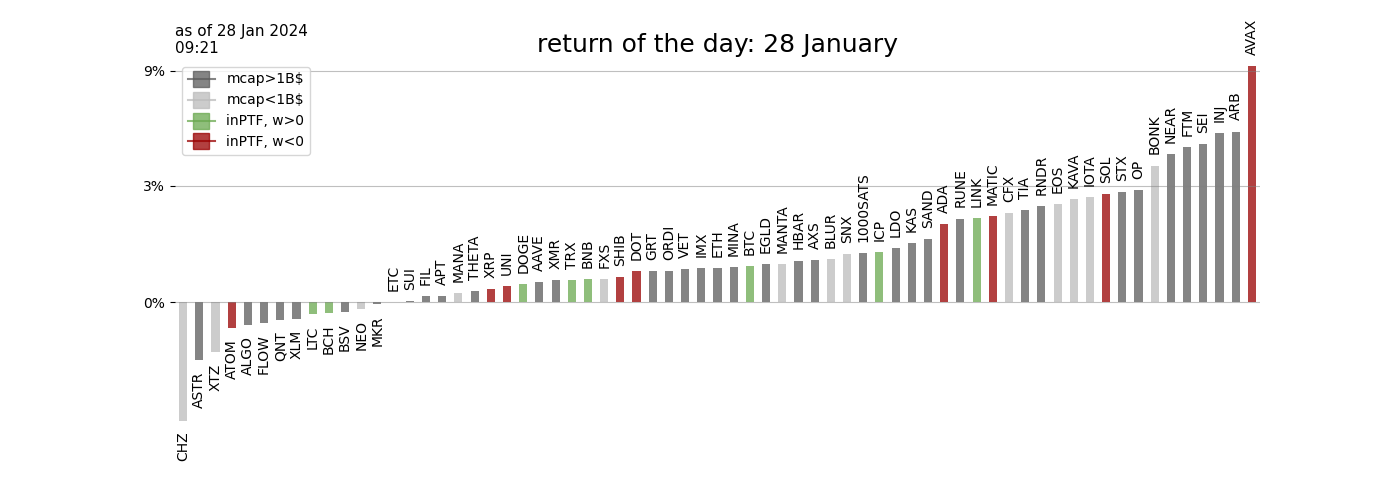 as of 28 Jan 2024
09:21
return of the day: 28 January
9%
3%
0%
mcap>1B$
mcap<1B$
inPTF, w>0
inPTF, w<0
CHZ
ASTR
XTZ
ATOM
ALGO
FLOW
QNT
XLM
LTC
BCH
BSV
NEO
MKR
ETC
SUI
FIL
APT
MANA
THETA
XRP
UNI
DOGE
AAVE
XMR
TRX
BNB
FXS
SHIB
DOT
GRT
ORDI
VET
IMX
ETH
MINA
BTC
EGLD
MANTA
HBAR
AXS
BLUR
SNX
1000SATS
ICP
LDO
KAS
SAND
ADA
RUNE
LINK
MATIC
CFX
TIA
RNDR
EOS
KAVA
IOTA
SOL
STX
OP
BONK
NEAR
FTM
SEI
INJ
ARB
AVAX